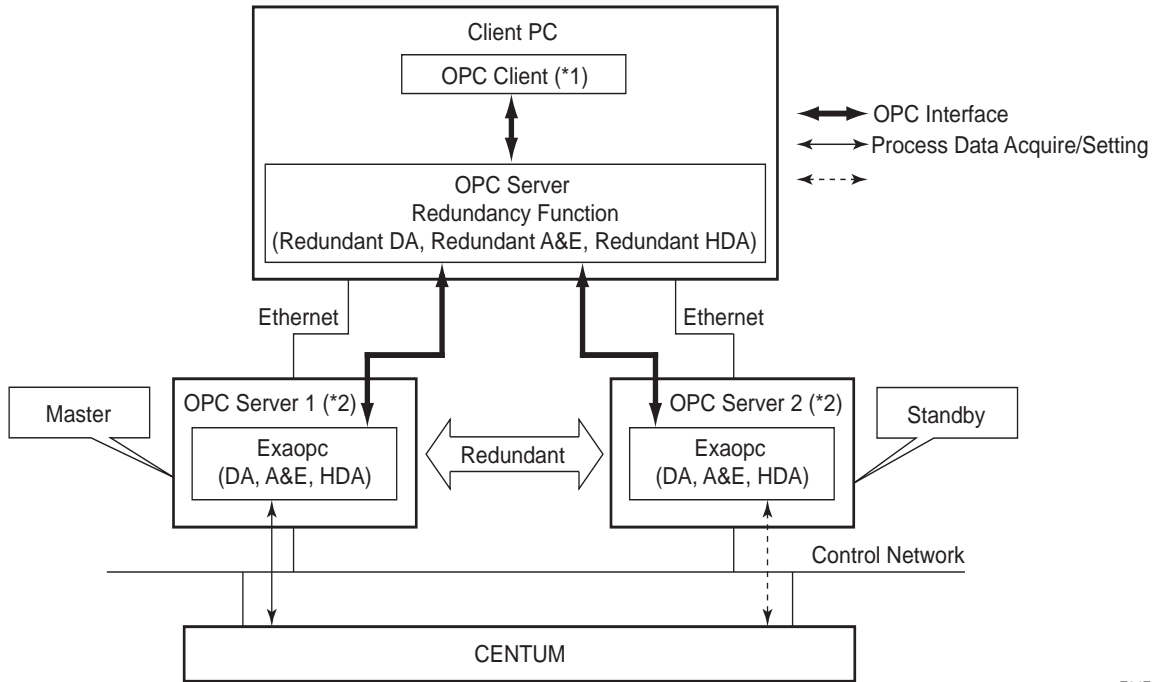 Client PC
OPC Client (*1)
OPC Interface
Process Data Acquire/Setting
OPC Server
Redundancy Function
(Redundant DA, Redundant A&E, Redundant HDA)
Ethernet
Ethernet
Master
OPC Server 1 (*2)
Exaopc
(DA, A&E, HDA)
Redundant
OPC Server 2 (*2)
Exaopc
(DA, A&E, HDA)
Standby
Control Network
CENTUM